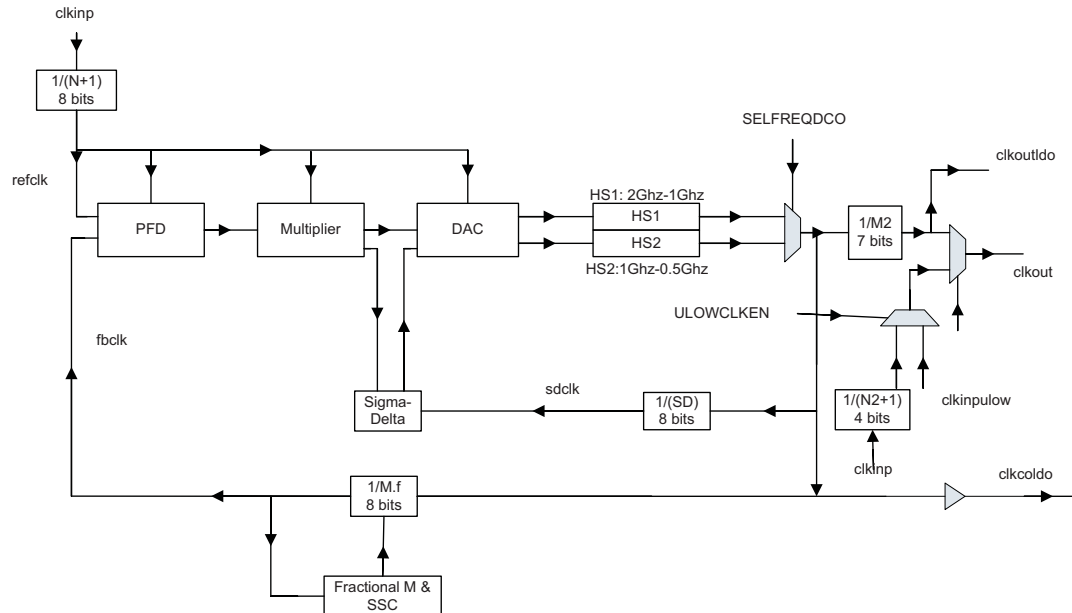 clkinp
1/(N+1)
8 bits
SELFREQDCO
clkoutldo
refclk
HS1: 2Ghz-1Ghz
PFD
Multiplier
DAC
HS1
HS2
1/M2
7 bits
HS2:1Ghz-0.5Ghz
clkout
ULOWCLKEN
fbclk
sdclk
Sigma-
Delta
1/(SD)
8 bits
1/(N2+1)
4 bits
clkinpulow
clkinp
clkcoldo
1/M.f
8 bits
Fractional M &
SSC